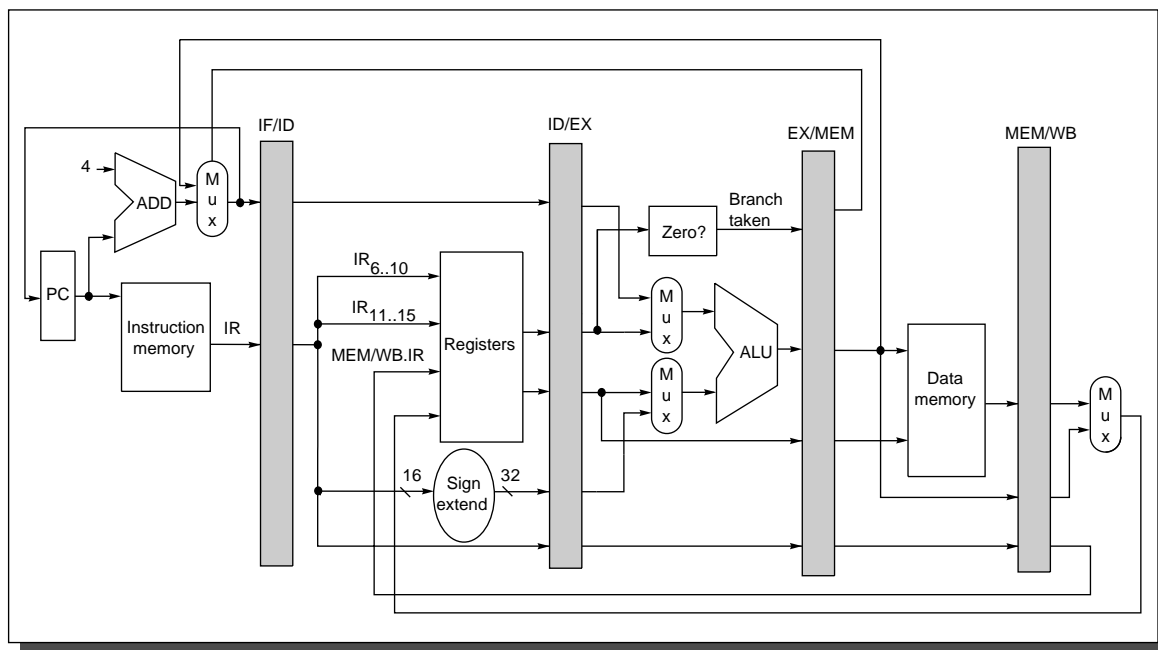 IF/ID
ID/EX
EX/MEM
MEM/WB
4
ADD
M
u
x
Branch
taken
Zero?
PC
Instruction
memory
IR
IR6..10
IR11..15
MEM/WB.IR
Registers
M
u
x
M
u
x
ALU
Data
memory
M
u
x
16
Sign
extend
32